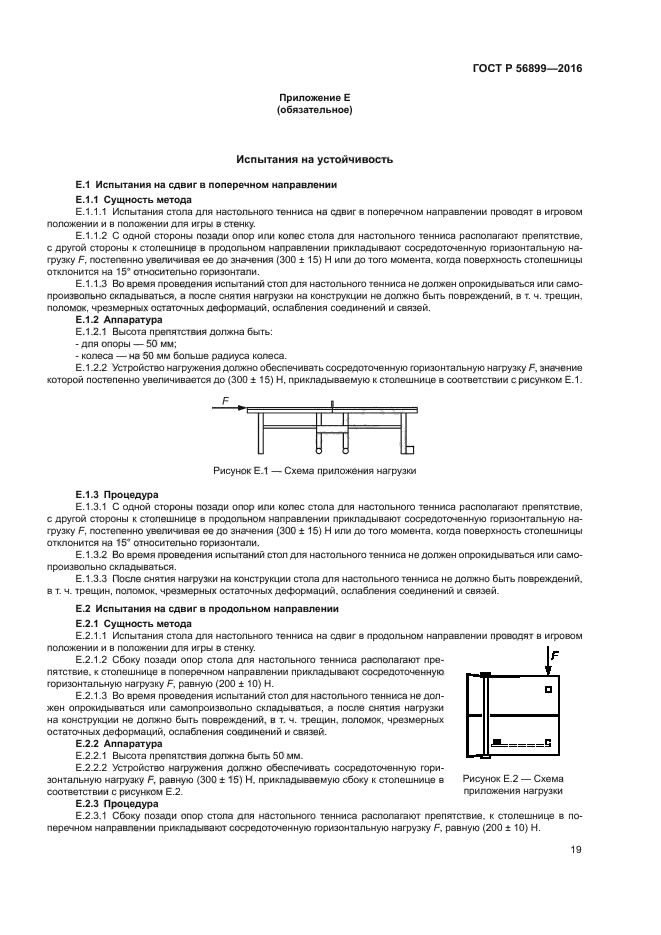 ГОСТ Р 56899—2016
Приложение Е
(обязательное)
Испытания на устойчивость
Е.1 Испытания на сдвиг в поперечном направлении
Е.1.1 Сущность метода
Е.1.1.1 Испытания стола для настольного тенниса на сдвиг в поперечном направлении проводят в игровом
положении и в положении для игры в стенку.
Е.1.1.2 С одной стороны позади опор или колес стола для настольного тенниса располагают препятствие,
с другой стороны к столешнице в продольном направлении прикладывают сосредоточенную горизонтальную на-
грузку F, постепенно увеличивая ее до значения (300 ± 15) Н или до того момента, когда поверхность столешницы
отклонится на 15° относительно горизонтали.
Е.1.1.3 Во время проведения испытаний стол для настольного тенниса не должен опрокидываться или само-
произвольно складываться, а после снятия нагрузки на конструкции не должно быть повреждений, в т. ч. трещин,
поломок, чрезмерных остаточных деформаций, ослабления соединений и связей.
Е.1.2 Аппаратура
Е.1.2.1 Высота препятствия должна быть:
- для опоры — 50 мм;
- колеса — на 50 мм больше радиуса колеса.
Е.1.2.2 Устройство нагружения должно обеспечивать сосредоточенную горизонтальную нагрузку F, значение
которой постепенно увеличивается до (300 ± 15) Н, прикладываемую к столешнице в соответствии с рисунком Е.1.
F
Рисунок Е.1 — Схема приложения нагрузки
Е.1.3 Процедура
Е.1.3.1 С одной стороны позади опор или колес стола для настольного тенниса располагают препятствие,
с другой стороны к столешнице в продольном направлении прикладывают сосредоточенную горизонтальную на-
грузку F, постепенно увеличивая ее до значения (300 ± 15) Н или до того момента, когда поверхность столешницы
отклонится на 15° относительно горизонтали.
Е.1.3.2 Во время проведения испытаний стол для настольного тенниса не должен опрокидываться или само-
произвольно складываться.
Е.1.3.3 После снятия нагрузки на конструкции стола для настольного тенниса не должно быть повреждений,
в т. ч. трещин, поломок, чрезмерных остаточных деформаций, ослабления соединений и связей.
Е.2 Испытания на сдвиг в продольном направлении
Е.2.1 Сущность метода
Е.2.1.1 Испытания стола для настольного тенниса на сдвиг в продольном направлении проводят в игровом
положении и в положении для игры в стенку.
Е.2.1.2 Сбоку позади опор стола для настольного тенниса располагают пре-
пятствие, к столешнице в поперечном направлении прикладывают сосредоточенную
горизонтальную нагрузку F, равную (200 ± 10) Н.
Е.2.1.3 Во время проведения испытаний стол для настольного тенниса не дол-
жен опрокидываться или самопроизвольно складываться, а после снятия нагрузки
на конструкции не должно быть повреждений, в т. ч. трещин, поломок, чрезмерных
остаточных деформаций, ослабления соединений и связей.
Е.2.2 Аппаратура
Е.2.2.1 Высота препятствия должна быть 50 мм.
Е.2.2.2 Устройство нагружения должно обеспечивать сосредоточенную гори-
зонтальную нагрузку F, равную (300 ± 15) Н, прикладываемую сбоку к столешнице в
соответствии с рисунком Е.2.
F
Рисунок Е.2 — Схема
приложения нагрузки
Е.2.3 Процедура
Е.2.3.1 Сбоку позади опор стола для настольного тенниса располагают препятствие, к столешнице в по-
перечном направлении прикладывают сосредоточенную горизонтальную нагрузку F, равную (200 ± 10) Н.
19